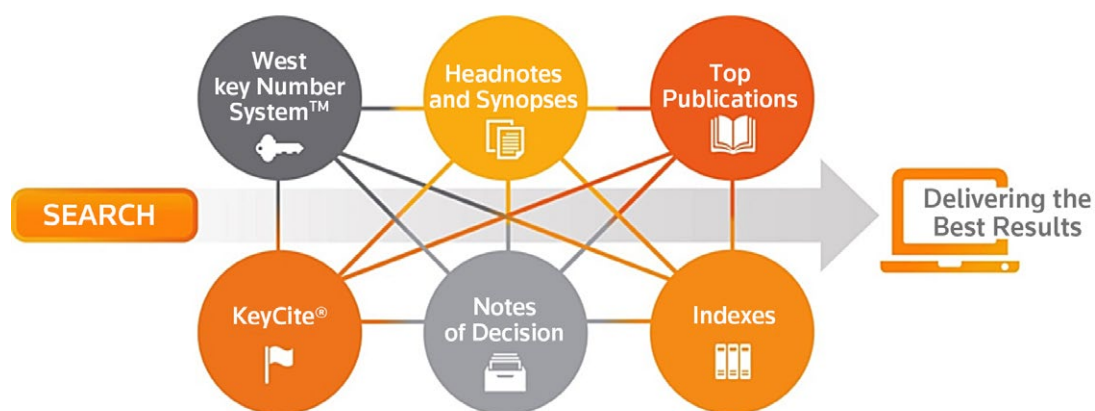 West
key Number
System™
Headnotes
and Synopses
Top
Publications
SEARCH
Delivering the
Best Results
KeyCite®
Notes
of Decision
Indexes